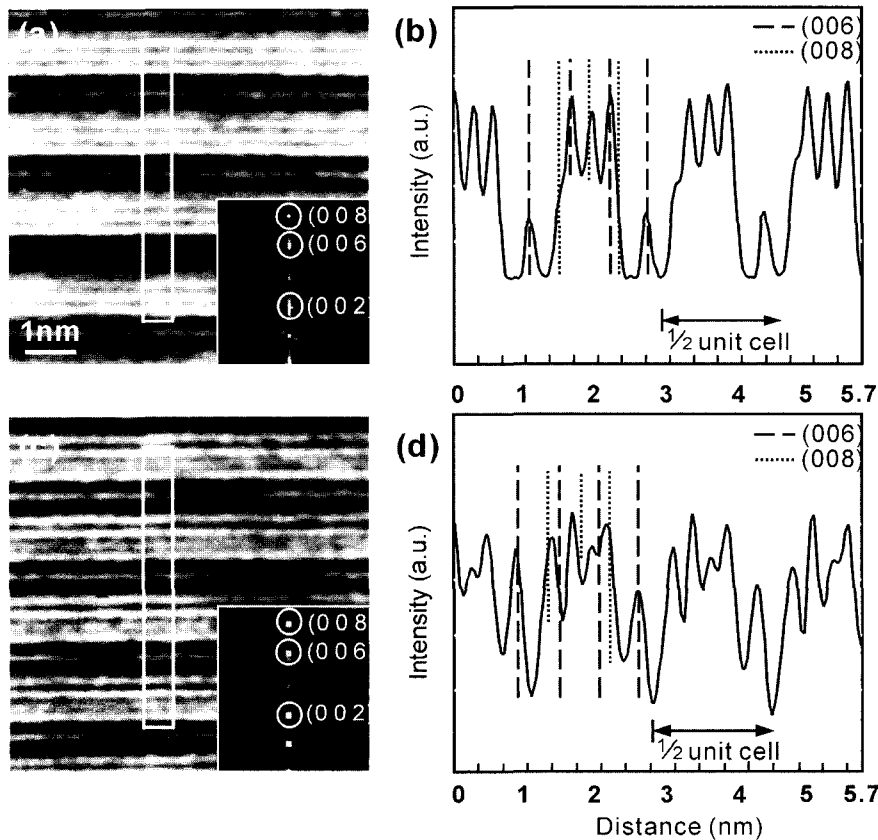 (a)
(0 0 8
(0 0 6
(0 0 2)
1nm
(b)
(006)
(008)
Intensity (a.u.)
½ unit cell
0 1 2 3 4 5 5.7
(0 0 8
(0 0 6
(0 0 2)
(d)
(006)
(008)
Intensity (a.u.)
½ unit cell
0 1 2 3 4 5 5.7
Distance (nm)